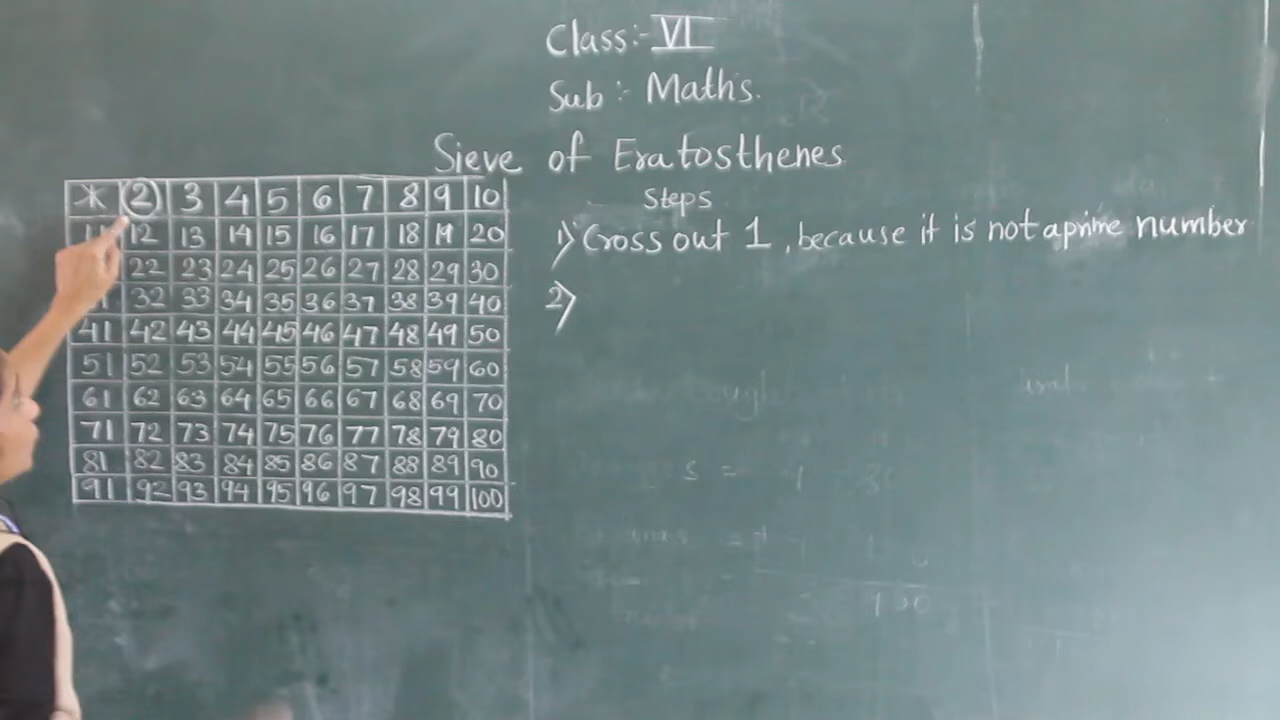 Class:- VI
Sub :- Maths.
Sieve of Eratosthenes
Steps
1) Cross out 1, because it is not a prime number
2)
2 3 4 5 6 7 8 9 10
11 12 13 14 15 16 17 18 19 20
22 23 24 25 26 27 28 29 30
32 33 34 35 36 37 38 39 40
41 42 43 44 45 46 47 48 49 50
51 52 53 54 55 56 57 58 59 60
61 62 63 64 65 66 67 68 69 70
71 72 73 74 75 76 77 78 79 80
81 82 83 84 85 86 87 88 89 90
91 92 93 94 95 96 97 98 99 100